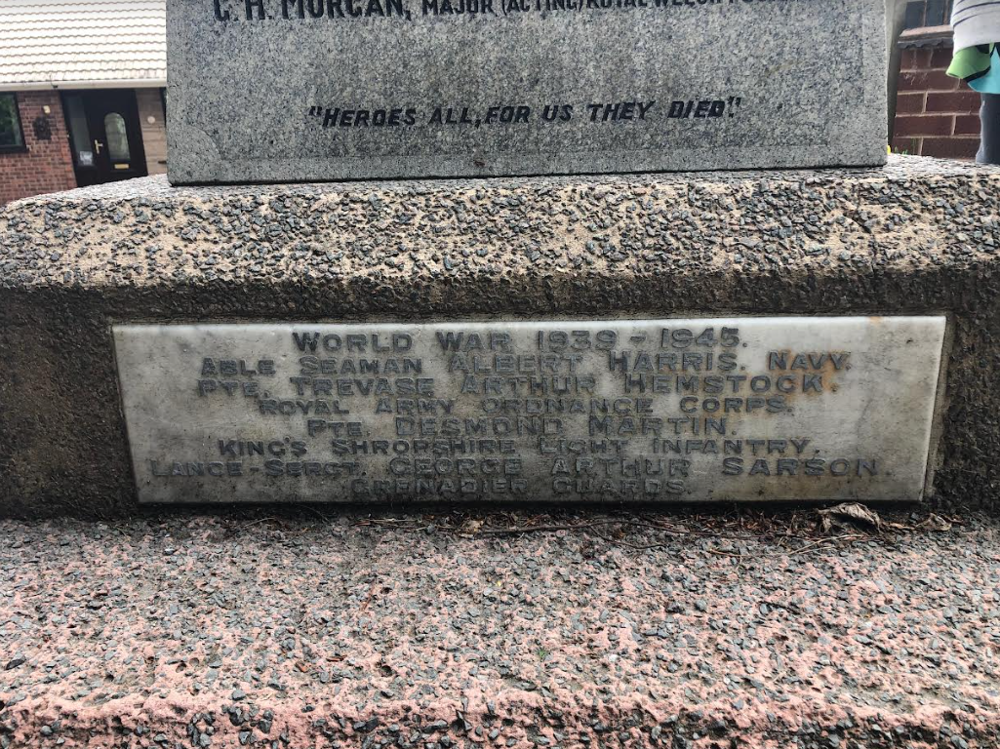 G. H. MORGAN, MAJOR (ACTING) ROYAL WELCH
"HEROES ALL, FOR US THEY DIED."
WORLD WAR 1939 - 1945.
ABLE SEAMAN ALBERT HARRIS. NAVY.
PTE. TREVASE ARTHUR HEMSTOCK.
ROYAL ARMY ORDNANCE CORPS.
PTE. DESMOND MARTIN.
KING'S SHROPSHIRE LIGHT INFANTRY.
LANCE-SERGT. GEORGE ARTHUR SARSON.
GRENADIER GUARDS.